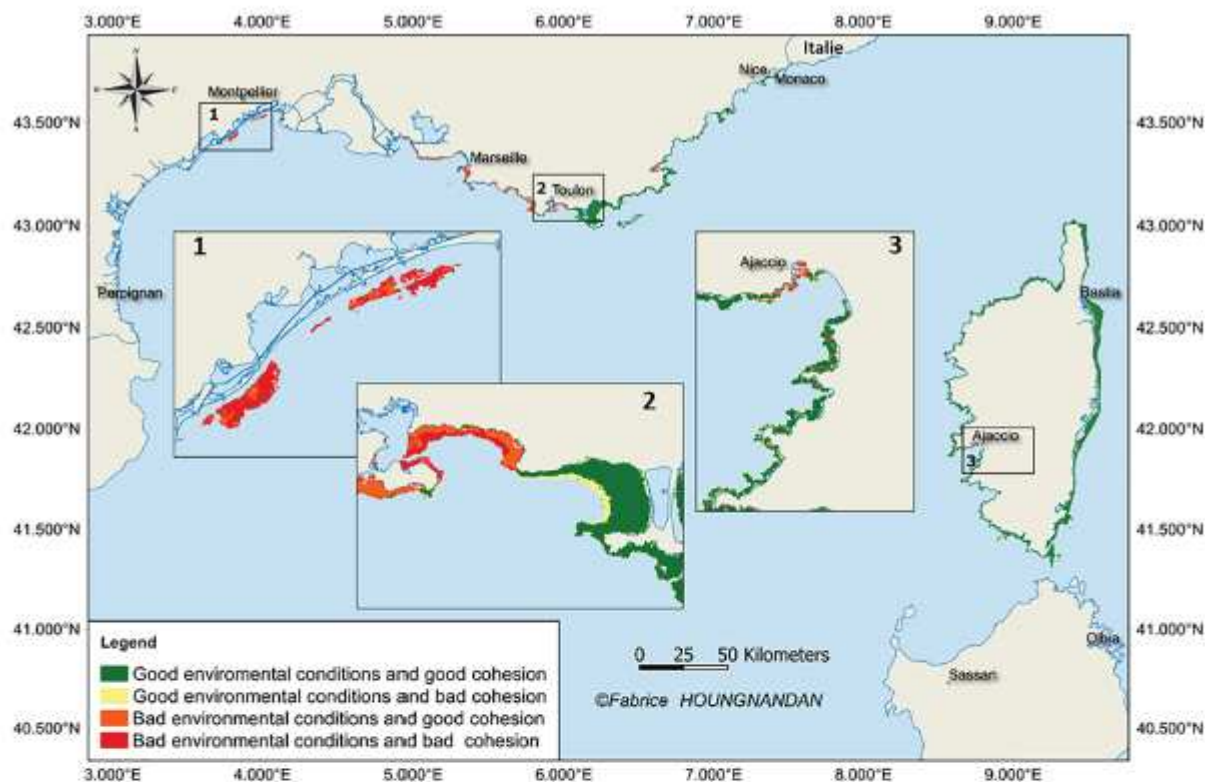 3.000°E 4.000°E 5.000°E 6.000°E 7.000°E 8.000°E 9.000°E
Italie
Nice
Monaco
N
W E
S
Montpellier
1
43.500°N 43.500°N
Marseille
2 Toulon
43.000°N 43.000°N
1
3
Ajaccio
Perpignan
Bastia
42.500°N 42.500°N
2
42.000°N 42.000°N
Ajaccio
3
41.500°N 41.500°N
41.000°N 41.000°N
Olbia
Legend
0 25 50 Kilometers
Good enviromental conditions and good cohesion
Sassari
Good environmental conditions and bad cohesion
©Fabrice HOUNGNANDAN
Bad environmental conditions and good cohesion
Bad environmental conditions and bad cohesion
40.500°N 40.500°N
3.000°E 4.000°E 5.000°E 6.000°E 7.000°E 8.000°E 9.000°E